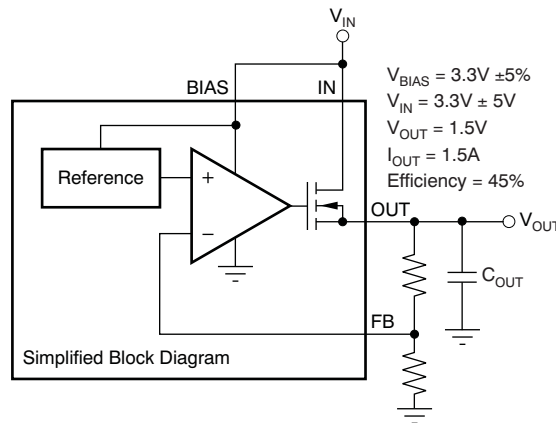 V_IN
BIAS
IN
V_BIAS = 3.3V ±5%
V_IN = 3.3V ± 5V
V_OUT = 1.5V
I_OUT = 1.5A
Efficiency = 45%
Reference
+
−
OUT
V_OUT
C_OUT
FB
Simplified Block Diagram